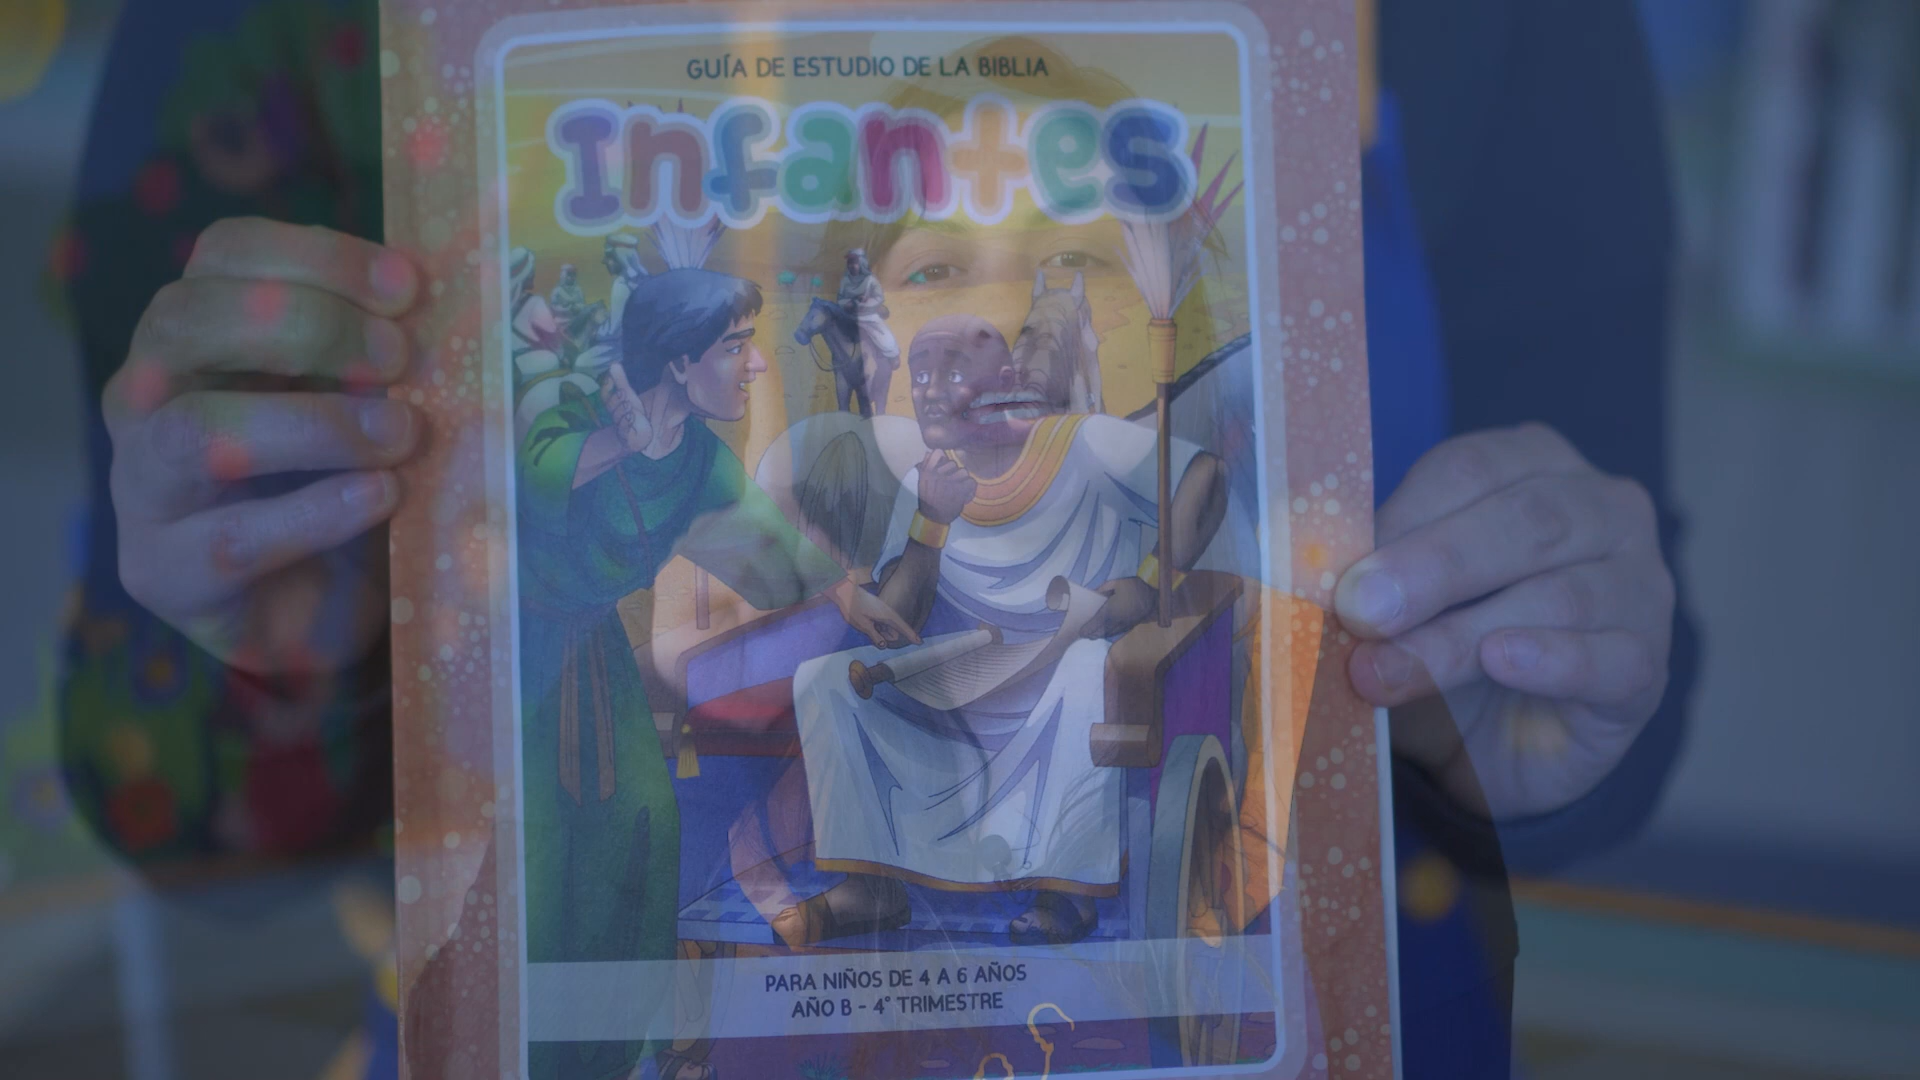 GUÍA DE ESTUDIO DE LA BIBLIA
Infantes
PARA NIÑOS DE 4 A 6 AÑOS
AÑO B - 4° TRIMESTRE